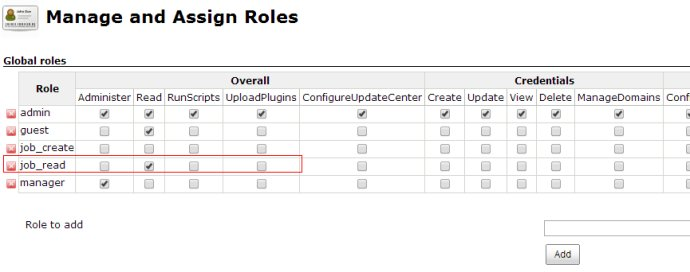 Manage and Assign Roles
Global roles
Role Overall Credentials
Administer Read RunScripts UploadPlugins ConfigureUpdateCenter Create Update View Delete ManageDomains Conf
admin
guest
job_create
job_read
manager
Role to add
Add